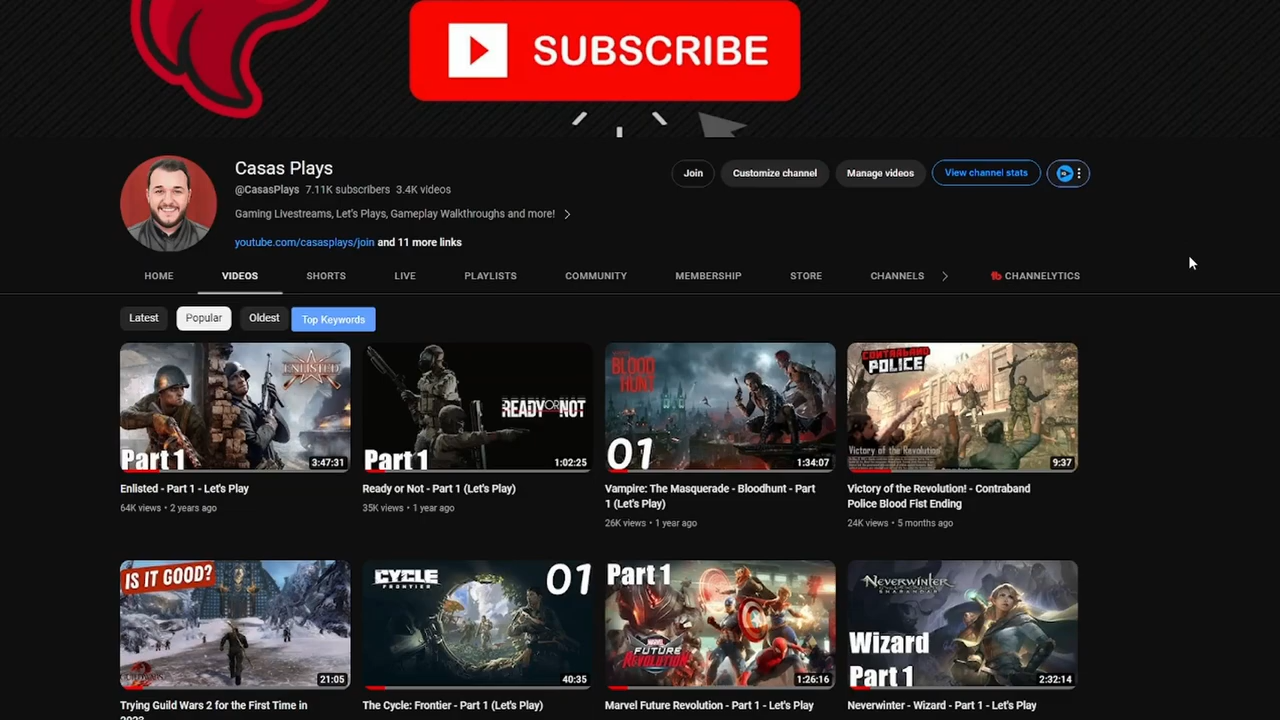 SUBSCRIBE
Casas Plays
@CasasPlays 7.11K subscribers 3.4K videos
Gaming Livestreams, Let's Plays, Gameplay Walkthroughs and more!
youtube.com/casasplays/join and 11 more links
Join
Customize channel
Manage videos
View channel stats
HOME
VIDEOS
SHORTS
LIVE
PLAYLISTS
COMMUNITY
MEMBERSHIP
STORE
CHANNELS
CHANNELYTICS
Latest
Popular
Oldest
Top Keywords
ENLISTED
Part 1
3:47:31
READY OR NOT
Part 1
1:02:25
BLOOD
HUNT
01
1:34:07
CONTRABAND
POLICE
Victory of the Revolution
9:37
Enlisted - Part 1 - Let's Play
64K views • 2 years ago
Ready or Not - Part 1 (Let's Play)
35K views • 1 year ago
Vampire: The Masquerade - Bloodhunt - Part
1 (Let's Play)
26K views • 1 year ago
Victory of the Revolution! - Contraband
Police Blood Fist Ending
24K views • 5 months ago
IS IT GOOD?
21:05
CYCLE
FRONTIER
01
40:35
Part 1
MARVEL
FUTURE
REVOLUTION
1:26:16
NEVERWINTER
Wizard
Part 1
2:32:14
Trying Guild Wars 2 for the First Time in
2023
The Cycle: Frontier - Part 1 (Let's Play)
Marvel Future Revolution - Part 1 - Let's Play
Neverwinter - Wizard - Part 1 - Let's Play